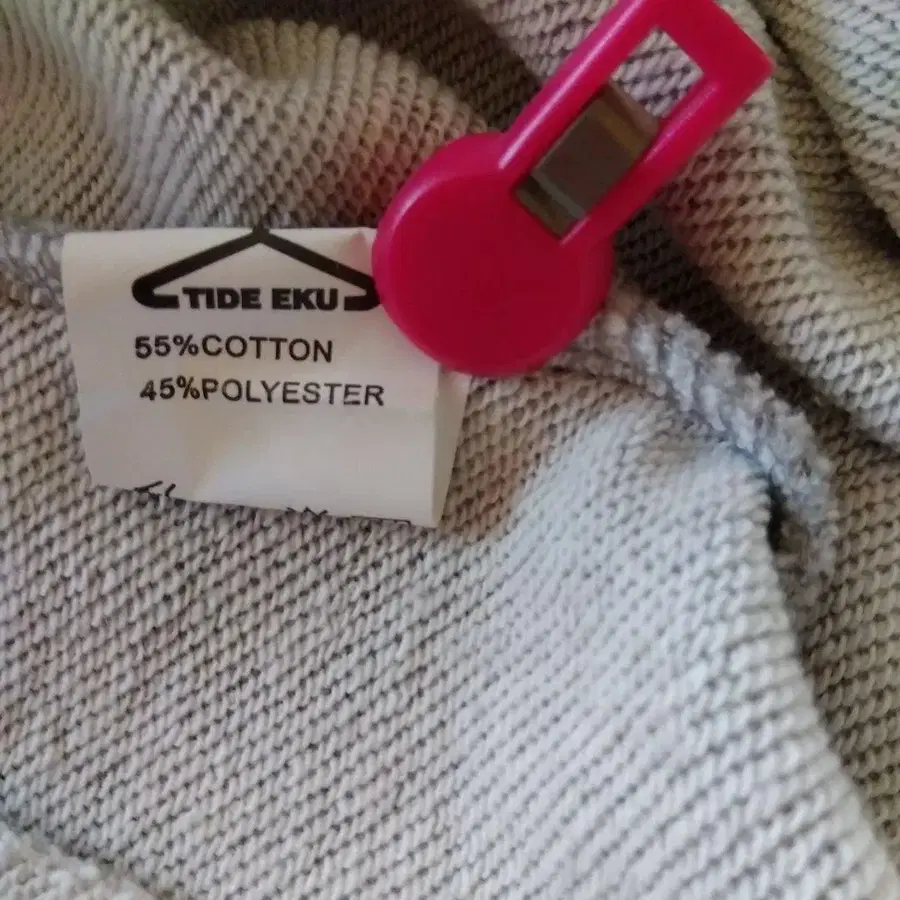 TIDE EKU
55%COTTON
45%POLYESTER